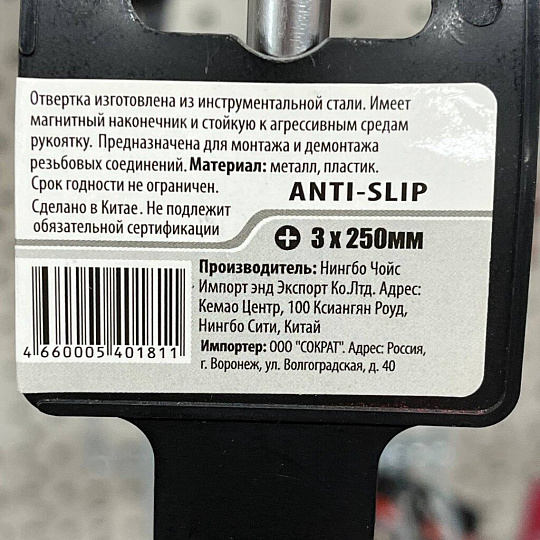 Отвертка изготовлена из инструментальной стали. Имеет
магнитный наконечник и стойкую к агрессивным средам
рукоятку. Предназначена для монтажа и демонтажа
резьбовых соединений. Материал: металл, пластик.
Срок годности не ограничен.
Сделано в Китае. Не подлежит
обязательной сертификации
ANTI-SLIP
3 x 250мм
Производитель: Нингбо Чойс
Импорт энд Экспорт Ко.Лтд. Адрес:
Кемао Центр, 100 Ксиангян Роуд,
Нингбо Сити, Китай
Импортер: ООО "СОКРАТ". Адрес: Россия,
г. Воронеж, ул. Волгоградская, д. 40
4 660005 401811